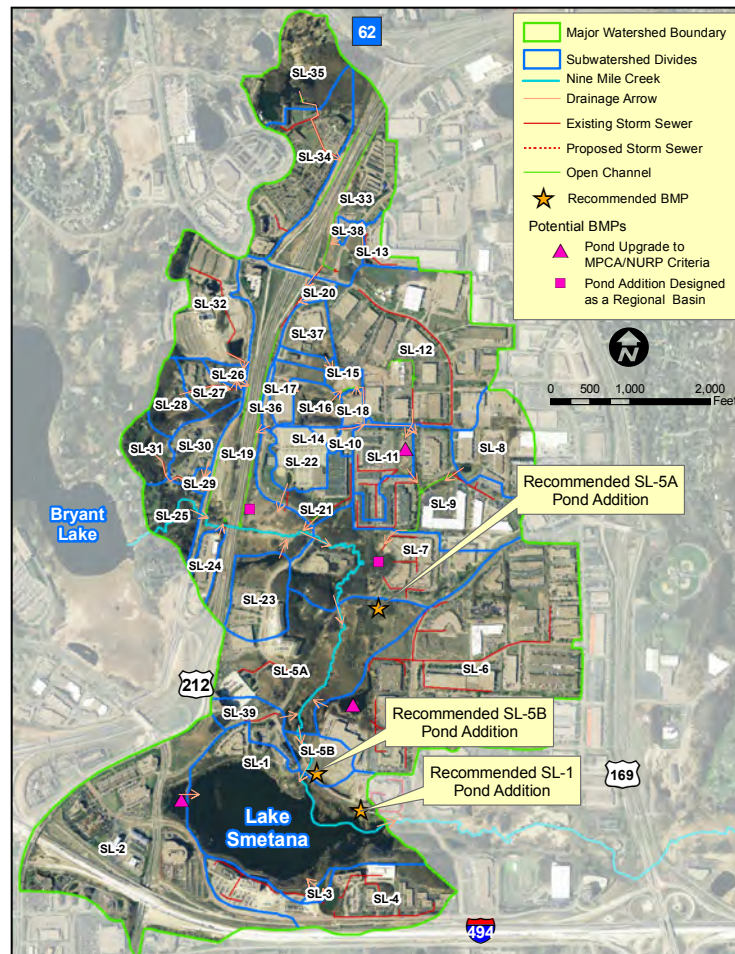 62
Major Watershed Boundary
Subwatershed Divides
Nine Mile Creek
Drainage Arrow
Existing Storm Sewer
Proposed Storm Sewer
Open Channel
Recommended BMP
Potential BMPs
Pond Upgrade to
MPCA/NURP Criteria
Pond Addition Designed
as a Regional Basin
N
0 500 1,000 2,000
Feet
SL-35
SL-34
SL-33
SL-38
SL-13
SL-20
SL-32
SL-37
SL-12
SL-26
SL-15
SL-27
SL-17
SL-28
SL-16
SL-36
SL-18
SL-31
SL-30
SL-14
SL-10
SL-8
SL-19
SL-11
SL-22
SL-29
SL-9
SL-25
SL-21
Recommended SL-5A
Pond Addition
Bryant
Lake
SL-7
SL-24
SL-23
SL-5A
SL-6
212
SL-39
Recommended SL-5B
Pond Addition
SL-5B
SL-1
169
Recommended SL-1
Pond Addition
Lake
Smetana
SL-2
SL-3
SL-4
494